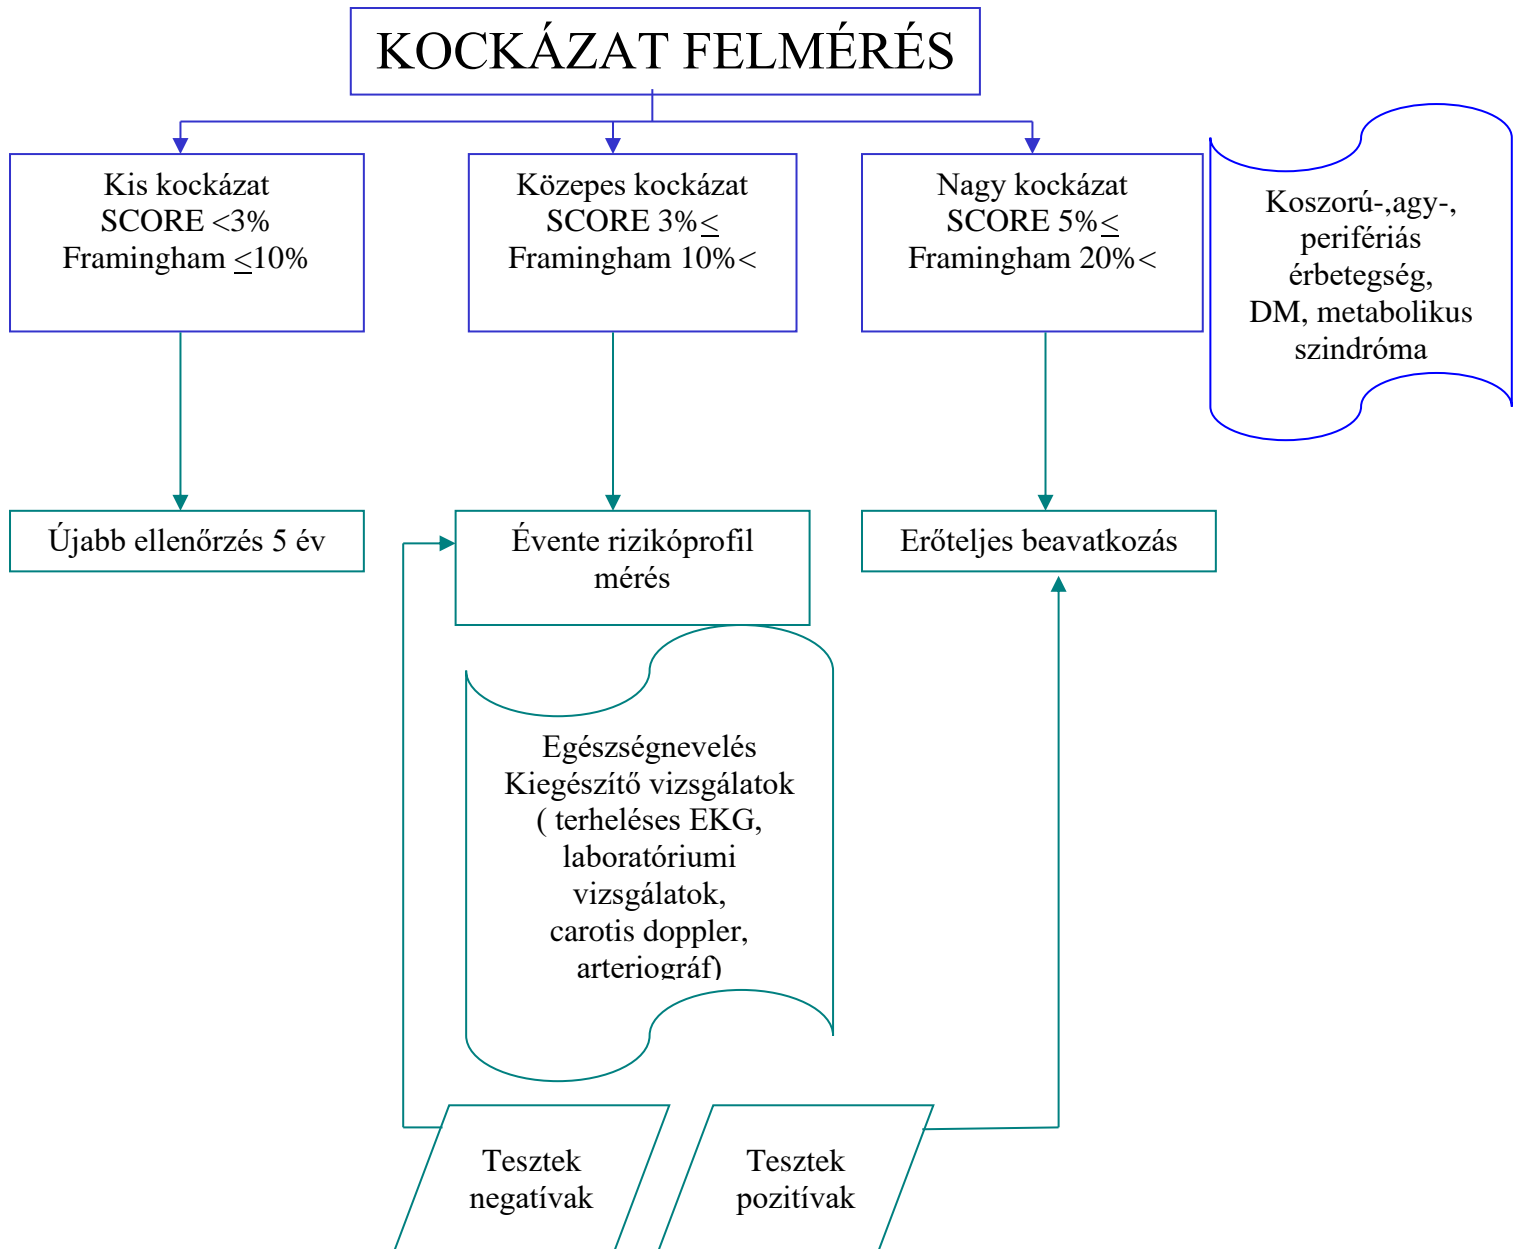 KOCKÁZAT FELMÉRÉS
Kis kockázat
SCORE <3%
Framingham ≤10%
Közepes kockázat
SCORE 3%≤
Framingham 10%<
Nagy kockázat
SCORE 5%≤
Framingham 20%<
Koszorú-,agy-,
perifériás
érbetegség,
DM, metabolikus
szindróma
Újabb ellenőrzés 5 év
Évente rizikóprofil
mérés
Erőteljes beavatkozás
Egészségnevelés
Kiegészítő vizsgálatok
( terheléses EKG,
laboratóriumi
vizsgálatok,
carotis doppler,
arteriográf)
Tesztek
negatívak
Tesztek
pozitívak